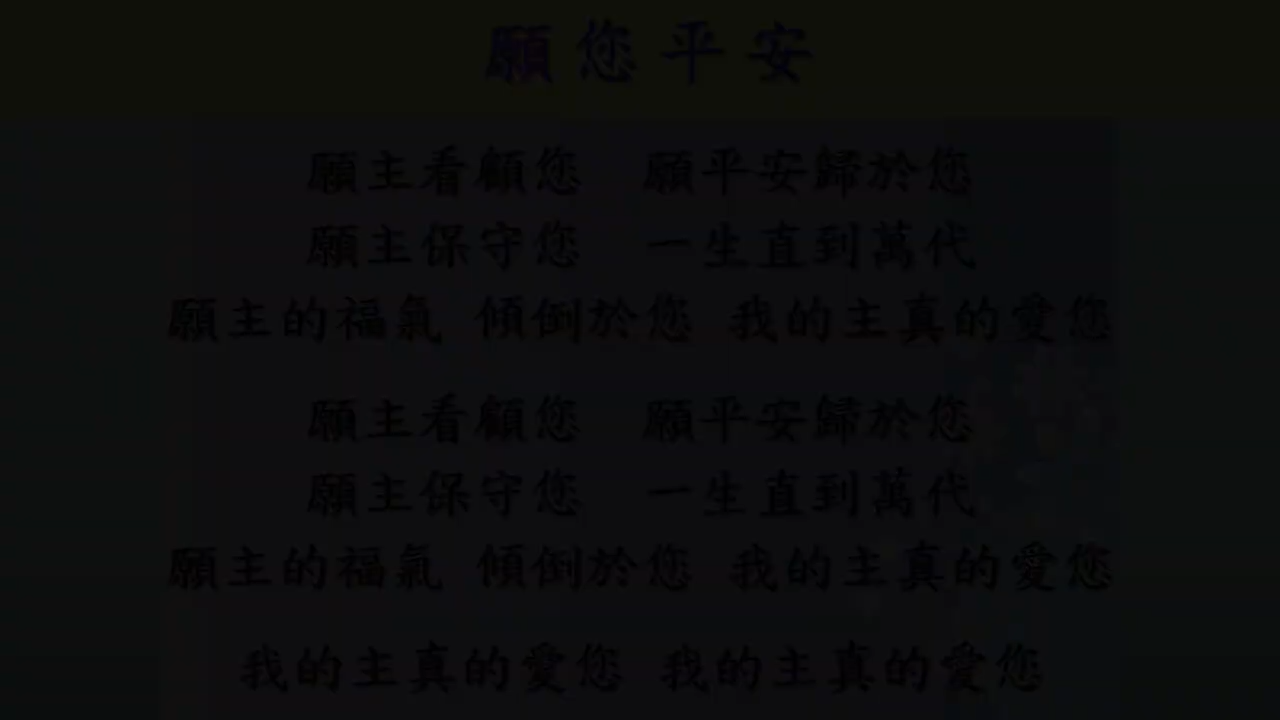 願您平安
願主看顧您 願平安歸於您
願主保守您 一生直到萬代
願主的福氣 傾倒於您 我的主真的愛您
願主看顧您 願平安歸於您
願主保守您 一生直到萬代
願主的福氣 傾倒於您 我的主真的愛您
我的主真的愛您 我的主真的愛您